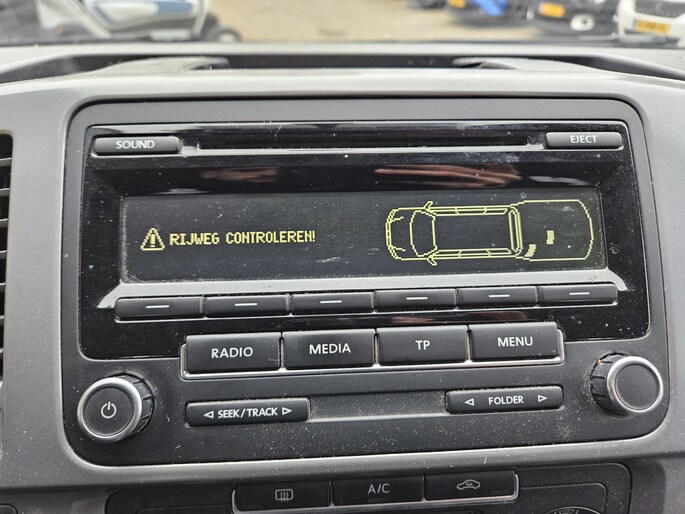 SOUND
EJECT
RIJWEG CONTROLEREN!
RADIO
MEDIA
TP
MENU
SEEK/TRACK
FOLDER
A/C